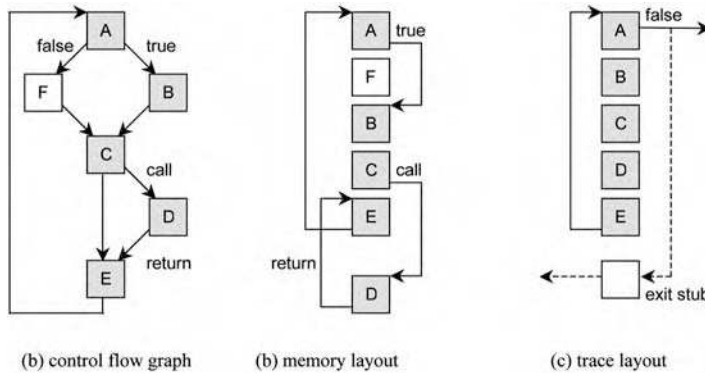 A
false
true
F
B
C
call
D
return
E
(b) control flow graph
A
true
F
B
C
call
E
return
D
(b) memory layout
false
A
B
C
D
E
exit stub
(c) trace layout